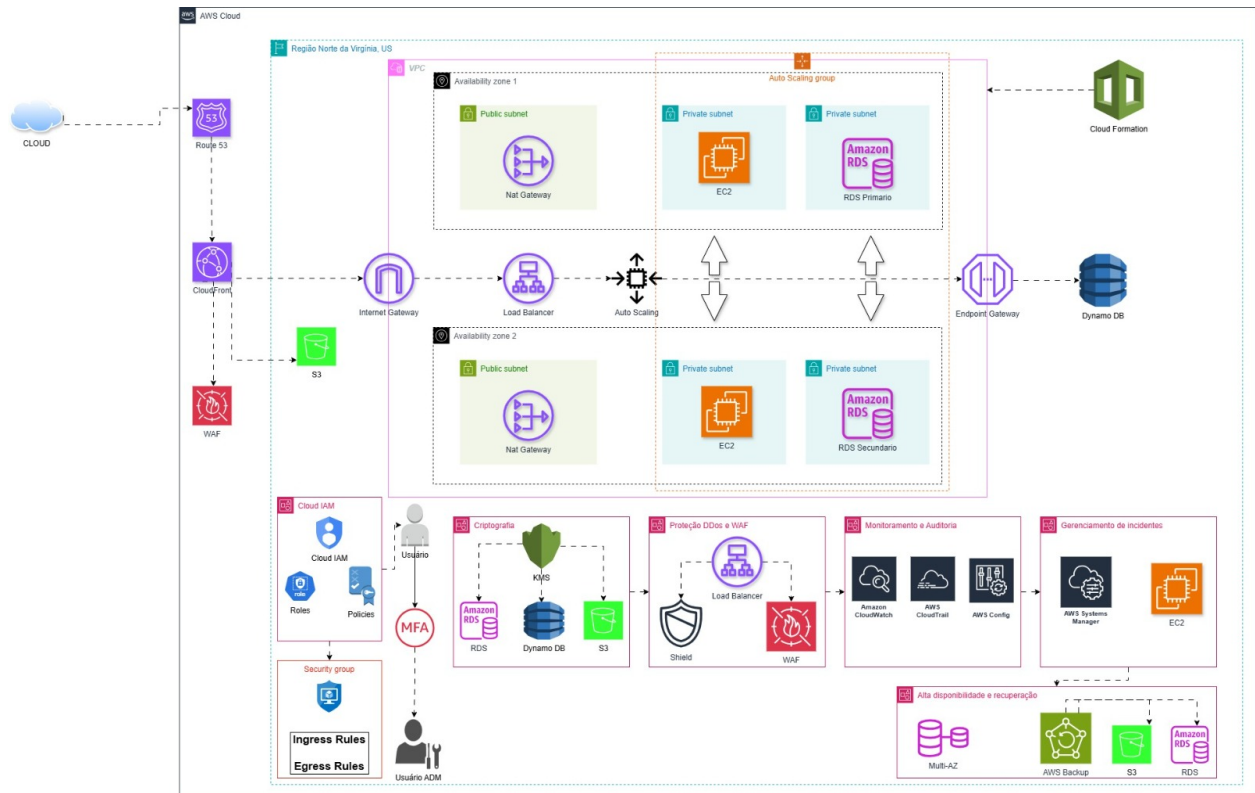 aws
AWS Cloud
Região Norte da Virgínia, US
VPC
Auto Scaling group
Availability zone 1
Public subnet
Nat Gateway
Private subnet
EC2
Private subnet
Amazon
RDS
RDS Primario
Cloud Formation
CLOUD
53
Route 53
CloudFront
Internet Gateway
Load Balancer
Auto Scaling
Endpoint Gateway
Dynamo DB
S3
WAF
Availability zone 2
Public subnet
Nat Gateway
Private subnet
EC2
Private subnet
Amazon
RDS
RDS Secundario
Cloud IAM
Cloud IAM
role
Roles
Policies
Usuário
MFA
Usuário ADM
Security group
Ingress Rules
Egress Rules
Criptografia
KMS
Amazon
RDS
RDS
Dynamo DB
S3
Proteção DDos e WAF
Load Balancer
Shield
WAF
Monitoramento e Auditoria
Amazon
CloudWatch
AWS
CloudTrail
AWS Config
Gerenciamento de incidentes
AWS Systems
Manager
EC2
Alta disponibilidade e recuperação
Multi-AZ
AWS Backup
S3
Amazon
RDS
RDS